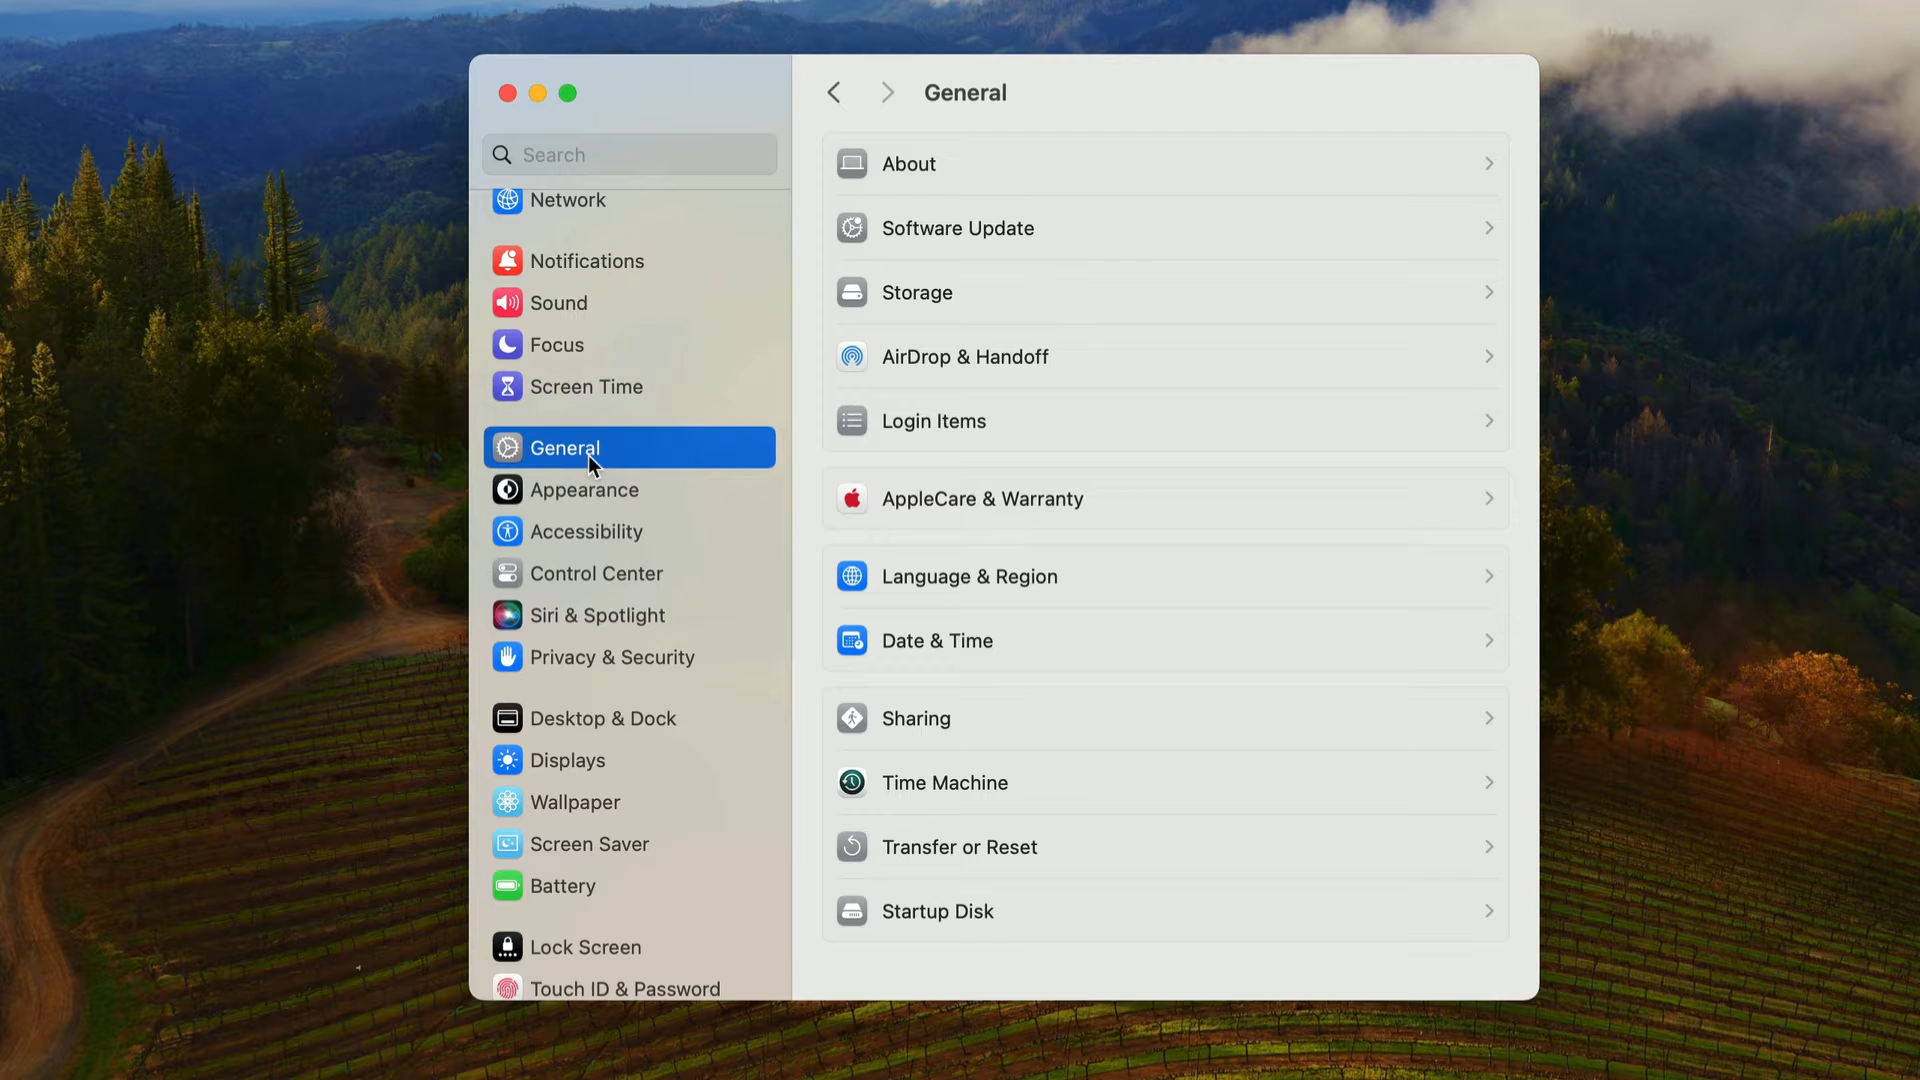 Search
Network
Notifications
Sound
Focus
Screen Time
General
Appearance
Accessibility
Control Center
Siri & Spotlight
Privacy & Security
Desktop & Dock
Displays
Wallpaper
Screen Saver
Battery
Lock Screen
Touch ID & Password
General
About
Software Update
Storage
AirDrop & Handoff
Login Items
AppleCare & Warranty
Language & Region
Date & Time
Sharing
Time Machine
Transfer or Reset
Startup Disk